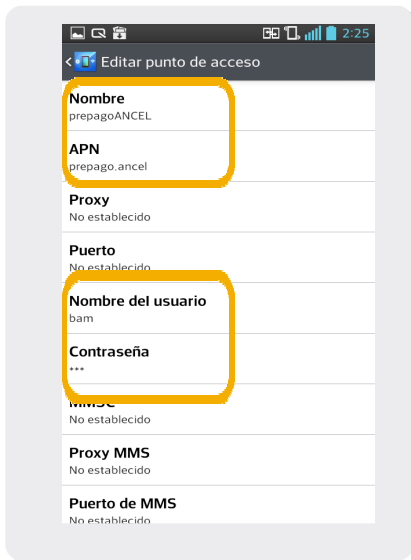 2:25
Editar punto de acceso
Nombre
prepagoANCEL
APN
prepago.ancel
Proxy
No establecido
Puerto
No establecido
Nombre del usuario
bam
Contraseña
***
MMSC
No establecido
Proxy MMS
No establecido
Puerto de MMS
No establecido